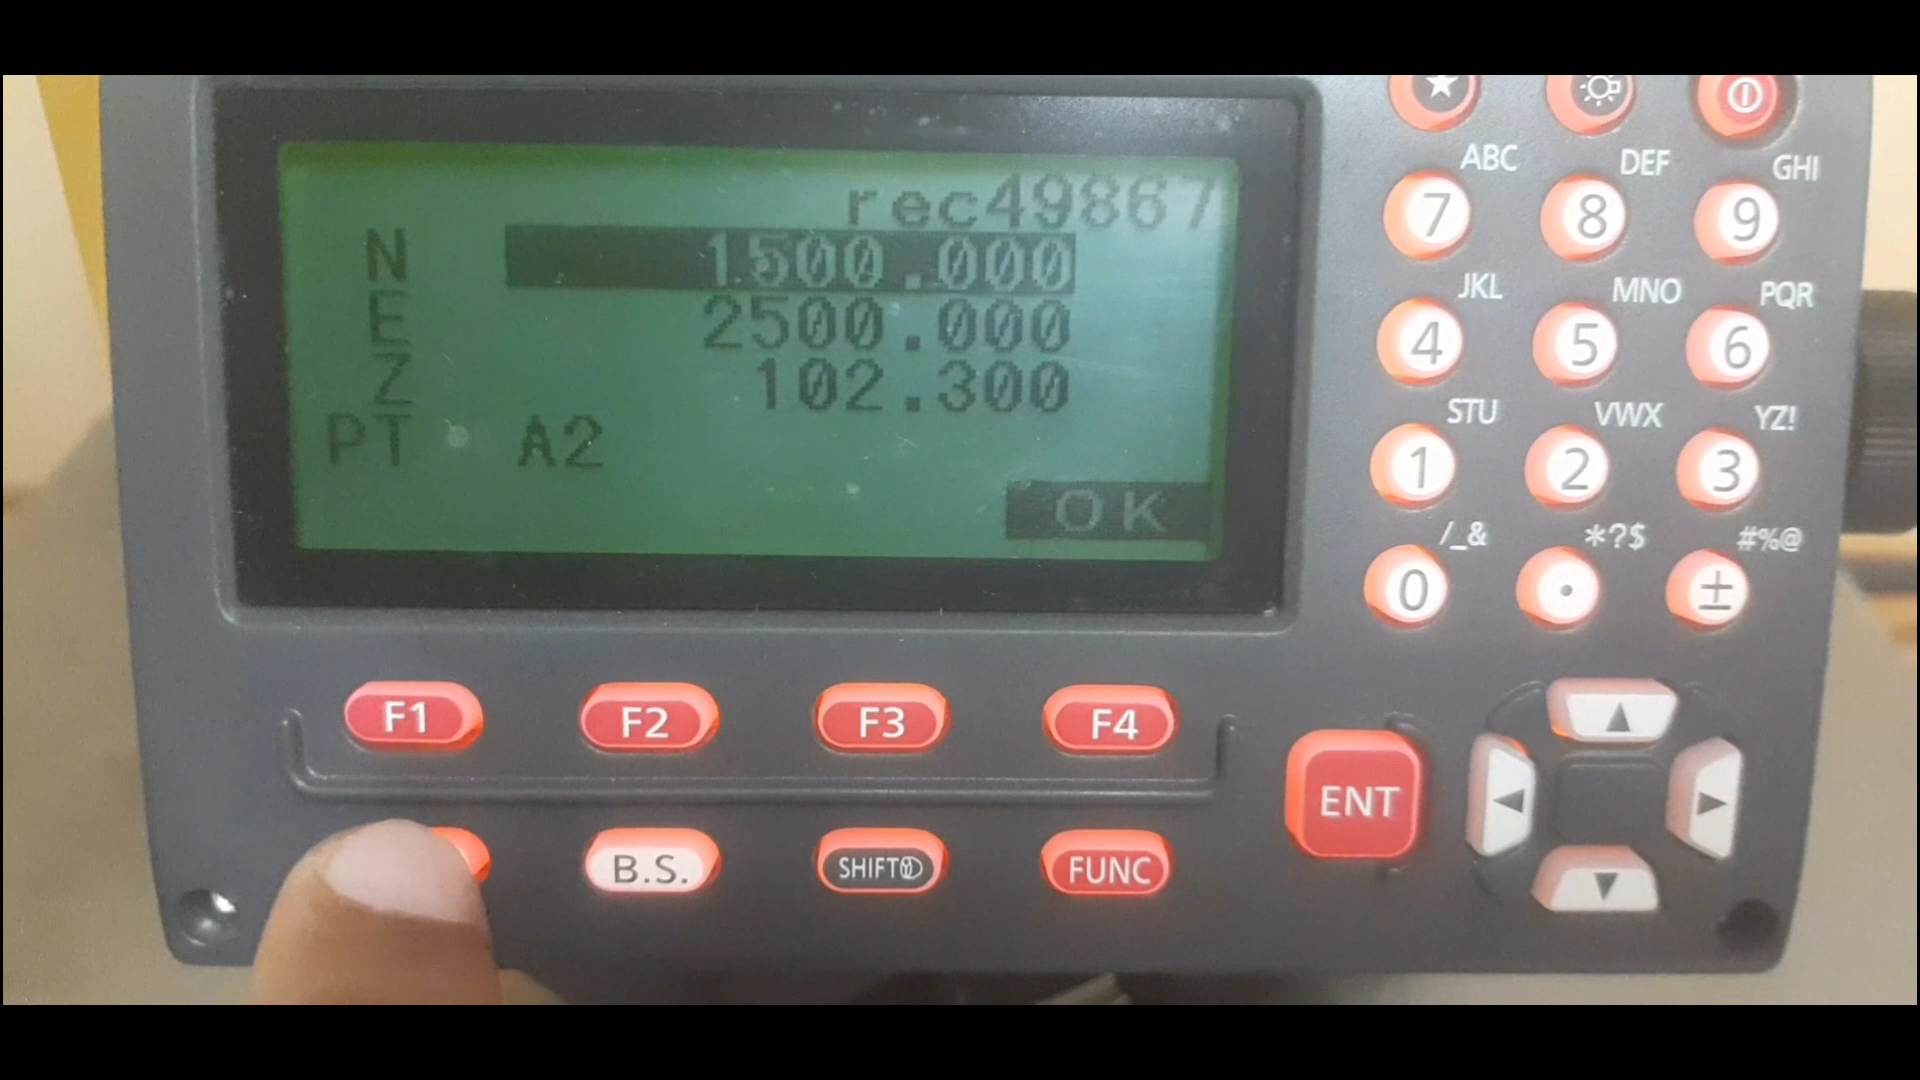 rec49867
N 1500.000
E 2500.000
Z 102.300
PT A2
OK
ABC DEF GHI
7 8 9
JKL MNO PQR
4 5 6
STU VWX YZ!
1 2 3
/_& *?$ #%@
0 . ±
F1 F2 F3 F4
ENT
B.S. SHIFT FUNC